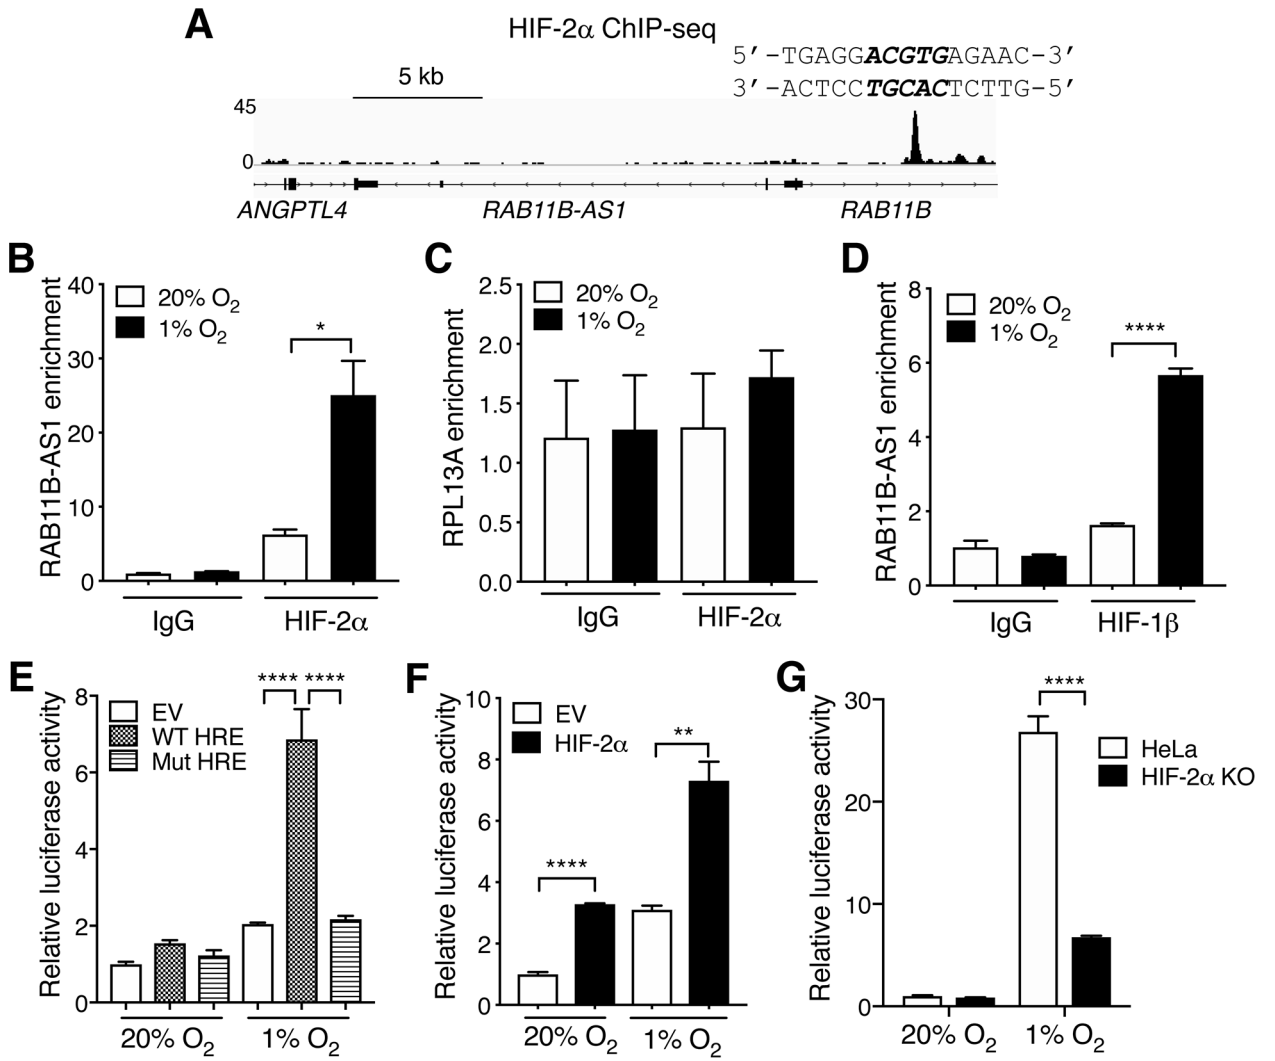 A
HIF-2α ChIP-seq
5′-TGAGGACGTGAGAAC-3′
3′-ACTCCTGCACTCTTG-5′
5 kb
45
0
ANGPTL4 RAB11B-AS1 RAB11B
B
RAB11B-AS1 enrichment
40
30
20
10
0
20% O2
1% O2
*
IgG HIF-2α
C
RPL13A enrichment
2.5
2.0
1.5
1.0
0.5
0.0
20% O2
1% O2
IgG HIF-2α
D
RAB11B-AS1 enrichment
8
6
4
2
0
20% O2
1% O2
****
IgG HIF-1β
E
Relative luciferase activity
8
6
4
2
0
EV
WT HRE
Mut HRE
**** ****
20% O2 1% O2
F
Relative luciferase activity
10
8
6
4
2
0
EV
HIF-2α
****
**
20% O2 1% O2
G
Relative luciferase activity
30
20
10
0
****
HeLa
HIF-2α KO
20% O2 1% O2